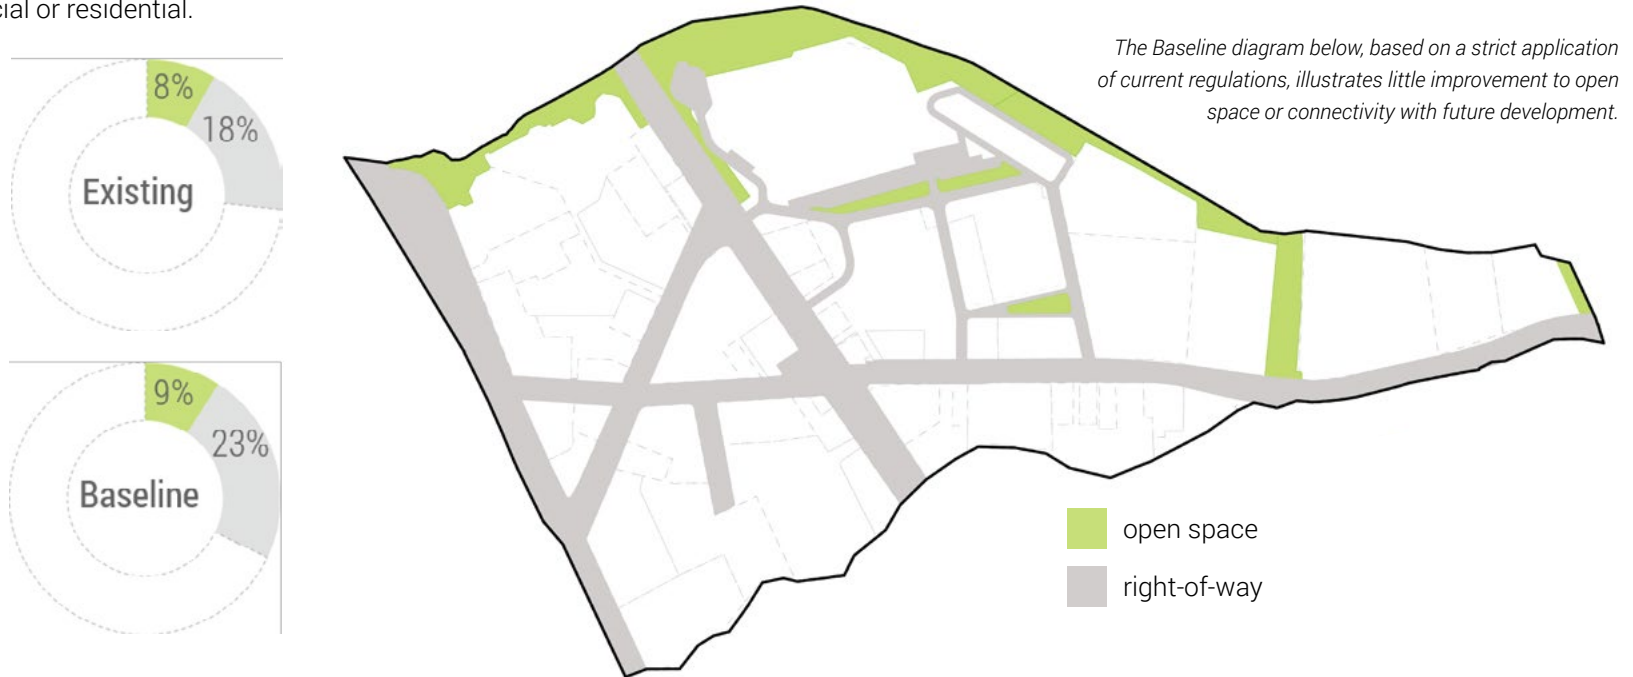 cial or residential.
8%
18%
Existing
9%
23%
Baseline
The Baseline diagram below, based on a strict application
of current regulations, illustrates little improvement to open
space or connectivity with future development.
open space
right-of-way